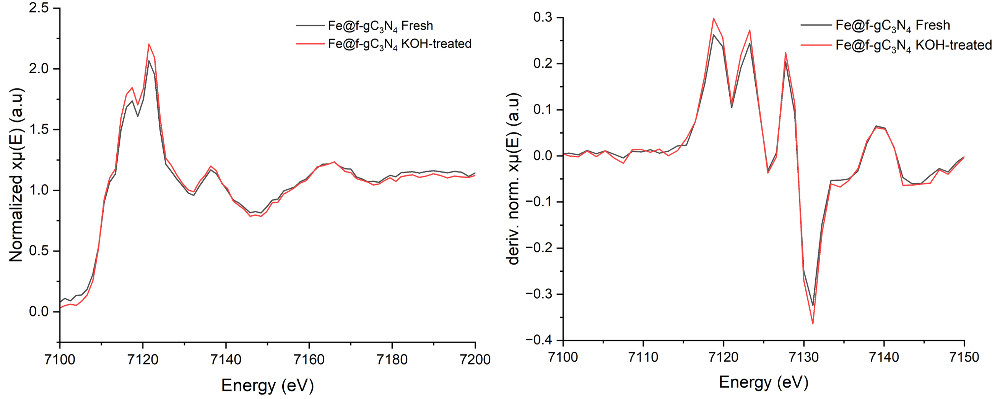 2.5
2.0
1.5
1.0
0.5
0.0
Normalized xμ(E) (a.u)
Fe@f-gC₃N₄ Fresh
Fe@f-gC₃N₄ KOH-treated
7100 7120 7140 7160 7180 7200
Energy (eV)
0.3
0.2
0.1
0.0
−0.1
−0.2
−0.3
−0.4
deriv. norm. xμ(E) (a.u)
Fe@f-gC₃N₄ Fresh
Fe@f-gC₃N₄ KOH-treated
7100 7110 7120 7130 7140 7150
Energy (eV)